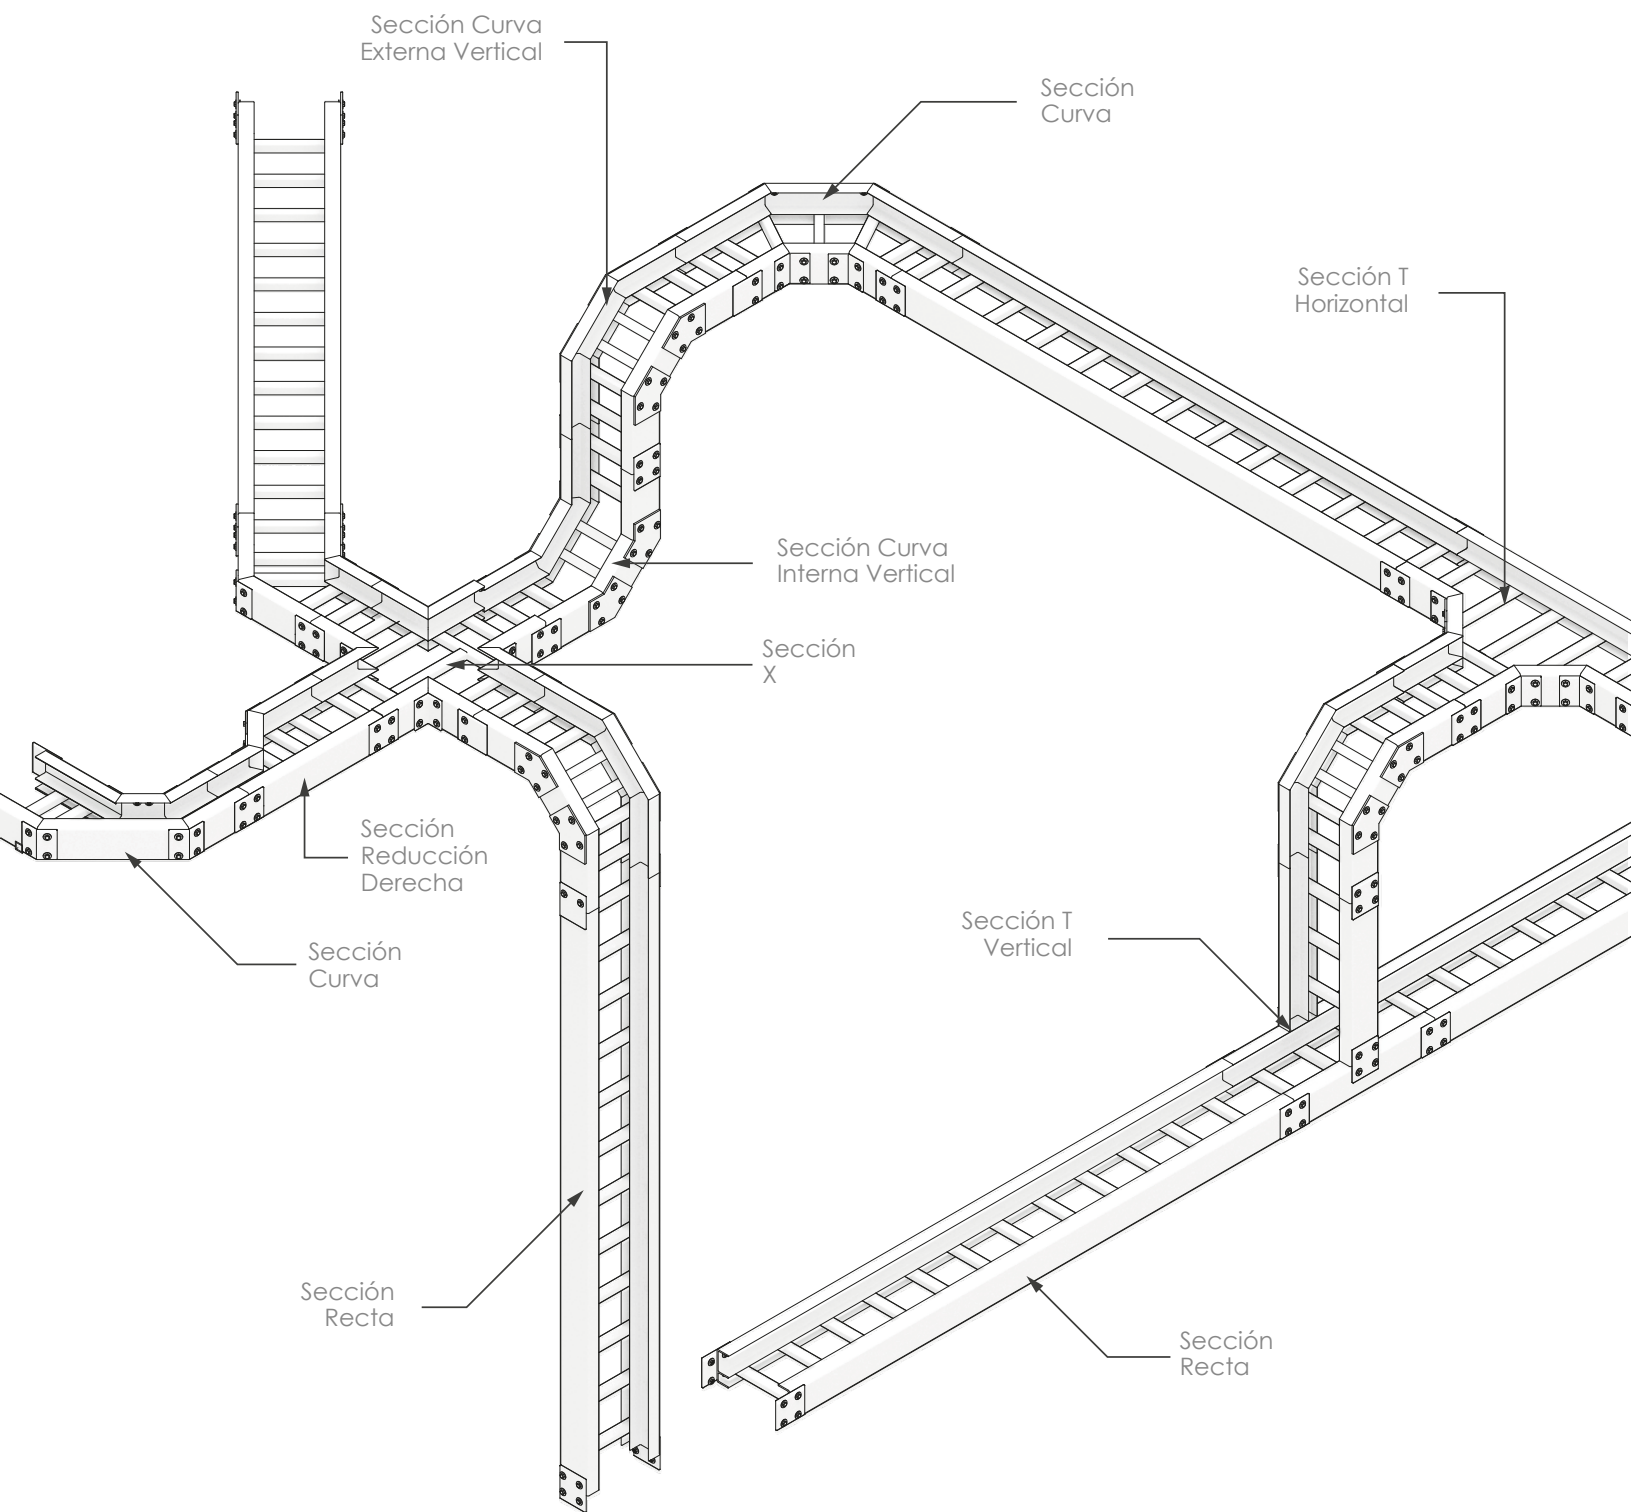 Sección Curva
Externa Vertical
Sección
Curva
Sección T
Horizontal
Sección Curva
Interna Vertical
Sección
X
Sección
Reducción
Derecha
Sección T
Vertical
Sección
Curva
Sección
Recta
Sección
Recta